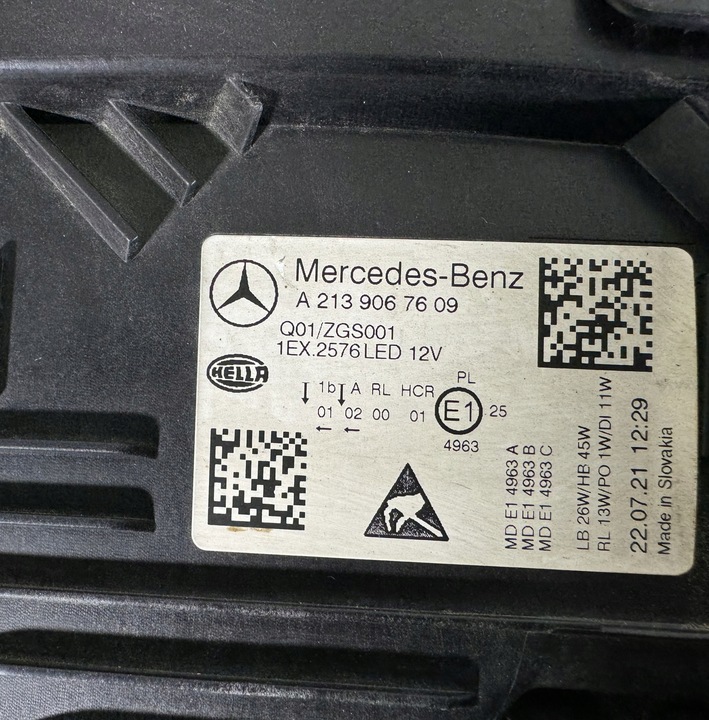 Mercedes-Benz
A 213 906 76 09
Q01/ZGS001
1EX.2576 LED 12V
HELLA
1b A RL HCR PL
01 02 00 01 E1 25
4963
MD E1 4963 A
MD E1 4963 B
MD E1 4963 C
LB 26W/HB 45W
RL 13W/PO 1W/DI 11W
22.07.21 12:29
Made in Slovakia